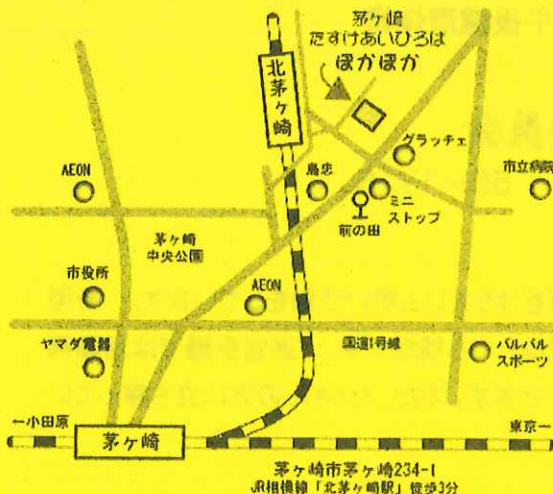 茅ヶ崎
たすけあいひろば
ぽかぽか
北茅ヶ崎
グラッチェ
AEON
島忠
ミニ
ストップ
市立病院
前の田
茅ヶ崎
中央公園
市役所
AEON
ヤマダ電器
国道1号線
パルバル
スポーツ
←小田原
茅ヶ崎
東京→
茅ヶ崎市茅ヶ崎234-1
JR相模線「北茅ヶ崎駅」徒歩3分